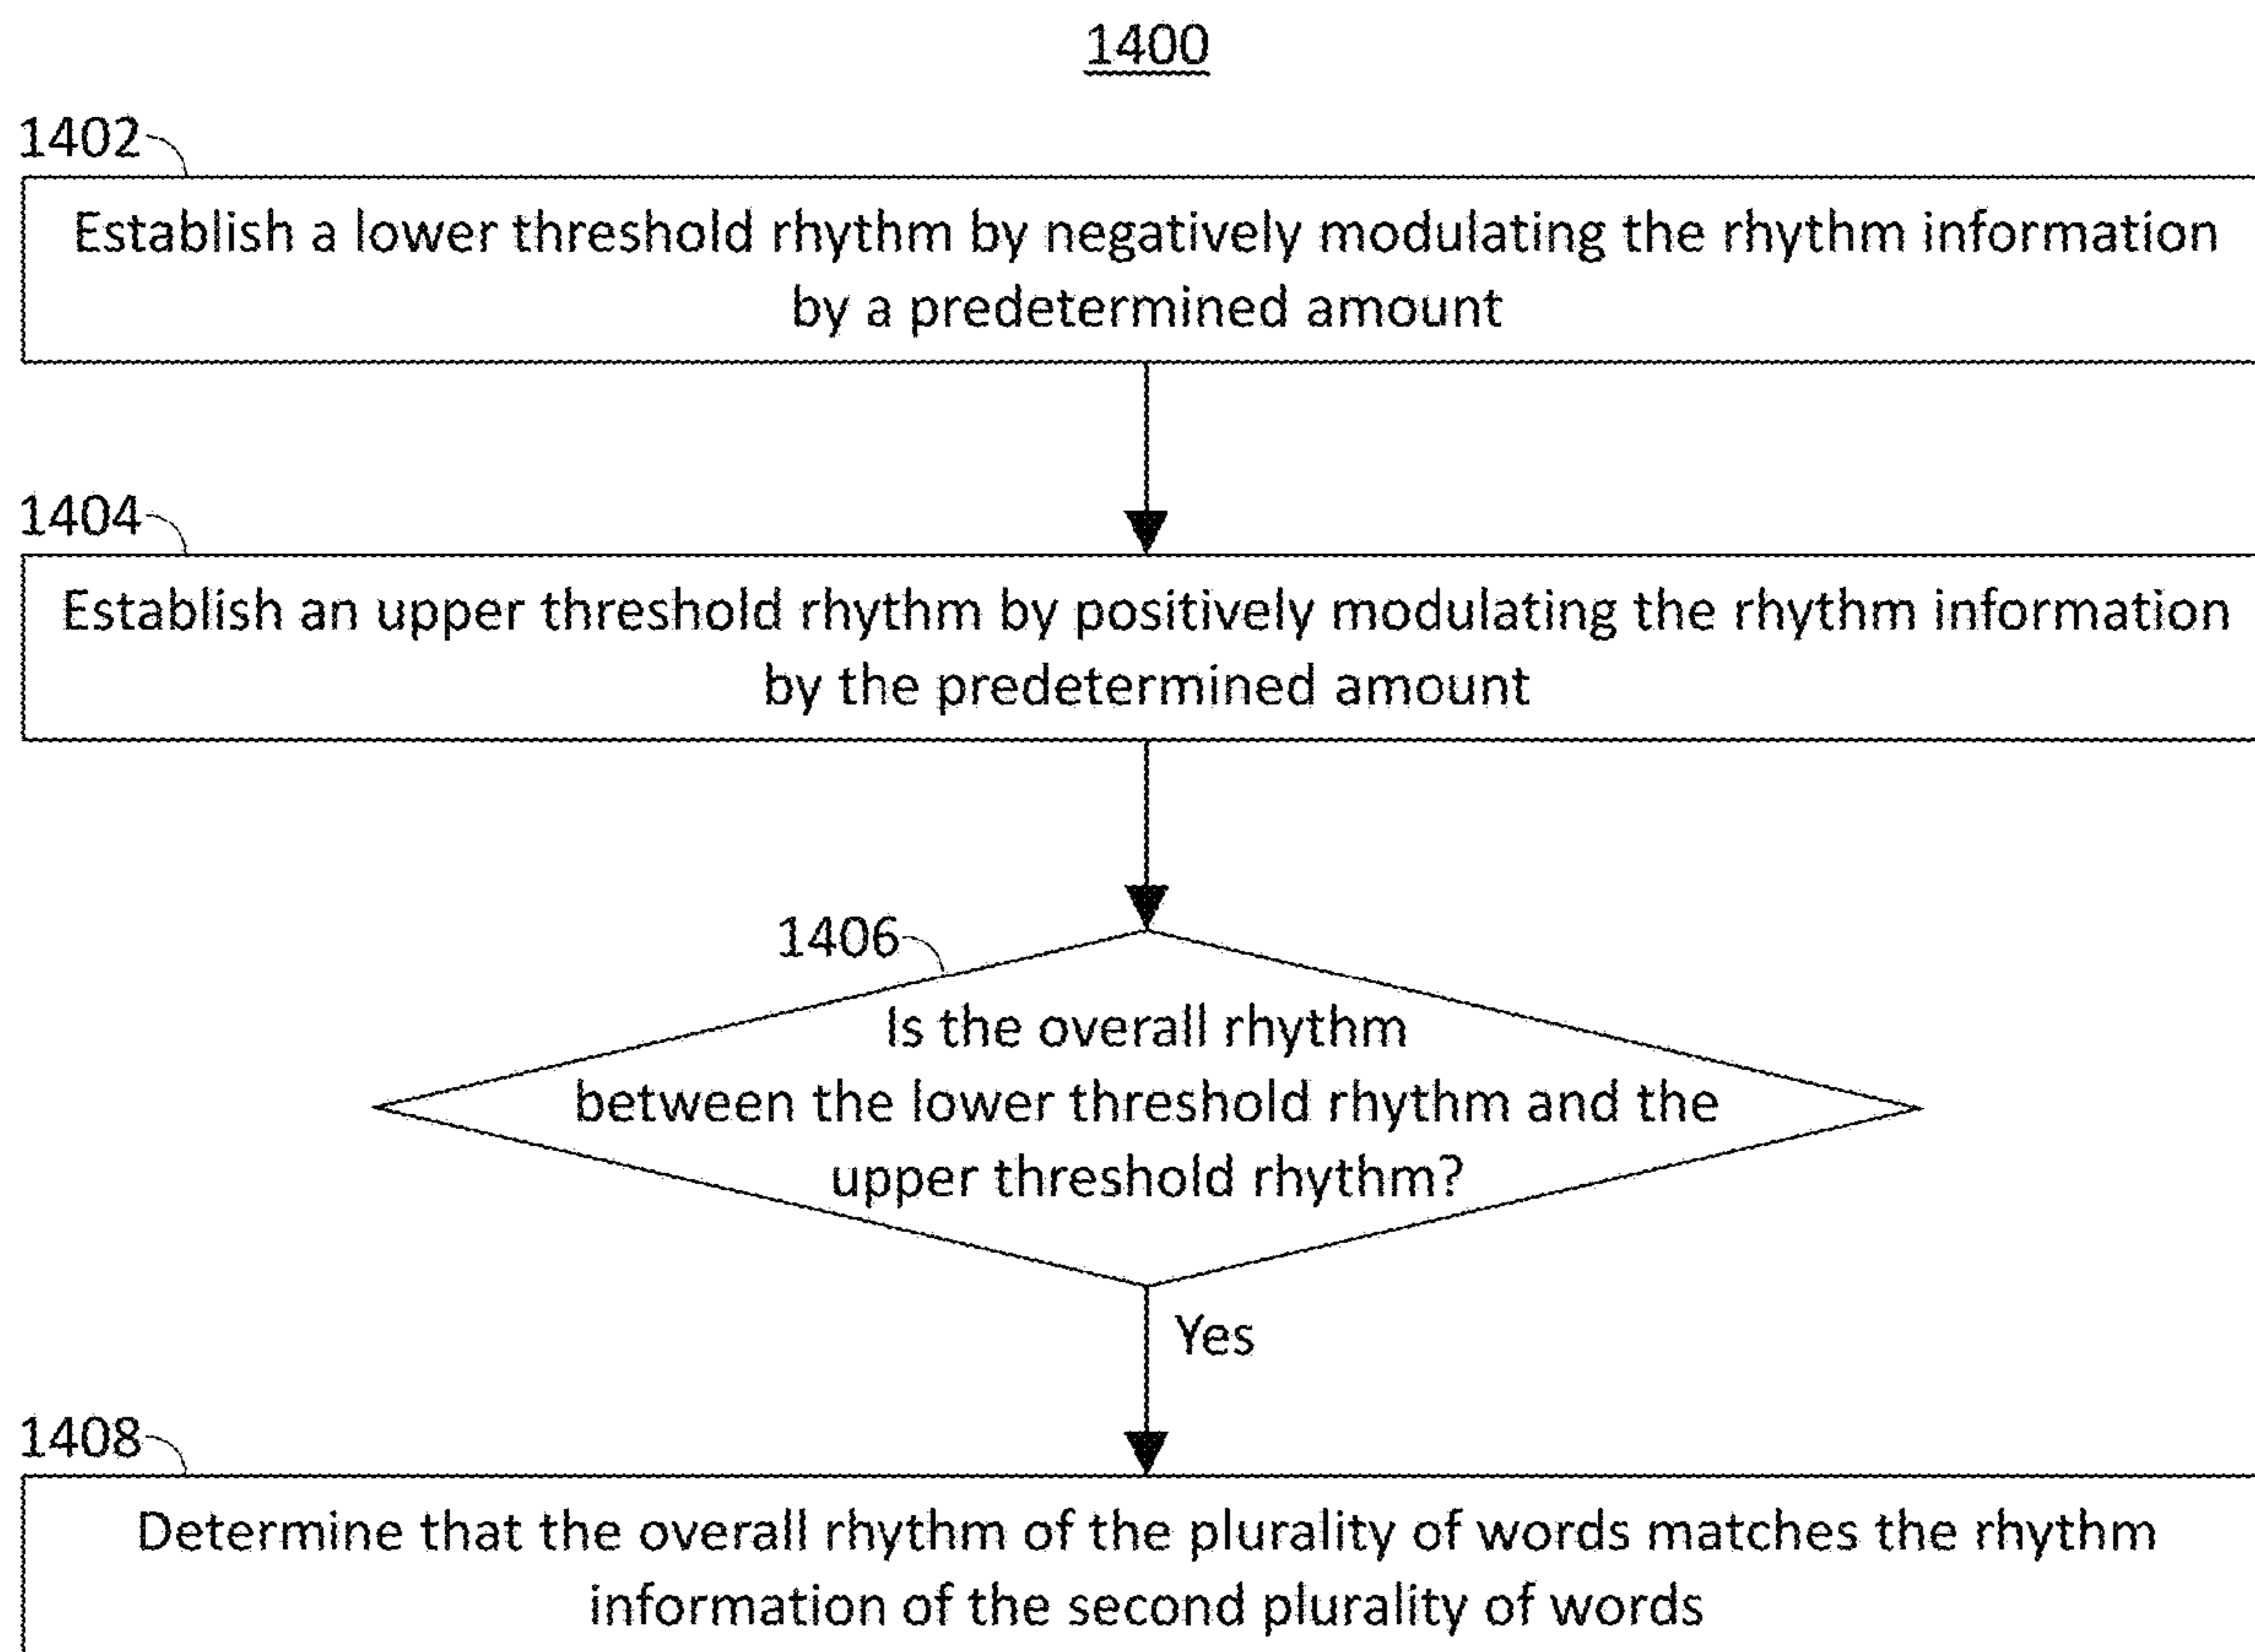 1400
1402
Establish a lower threshold rhythm by negatively modulating the rhythm information
by a predetermined amount
1404
Establish an upper threshold rhythm by positively modulating the rhythm information
by the predetermined amount
1406
Is the overall rhythm
between the lower threshold rhythm and the
upper threshold rhythm?
Yes
1408
Determine that the overall rhythm of the plurality of words matches the rhythm
information of the second plurality of words